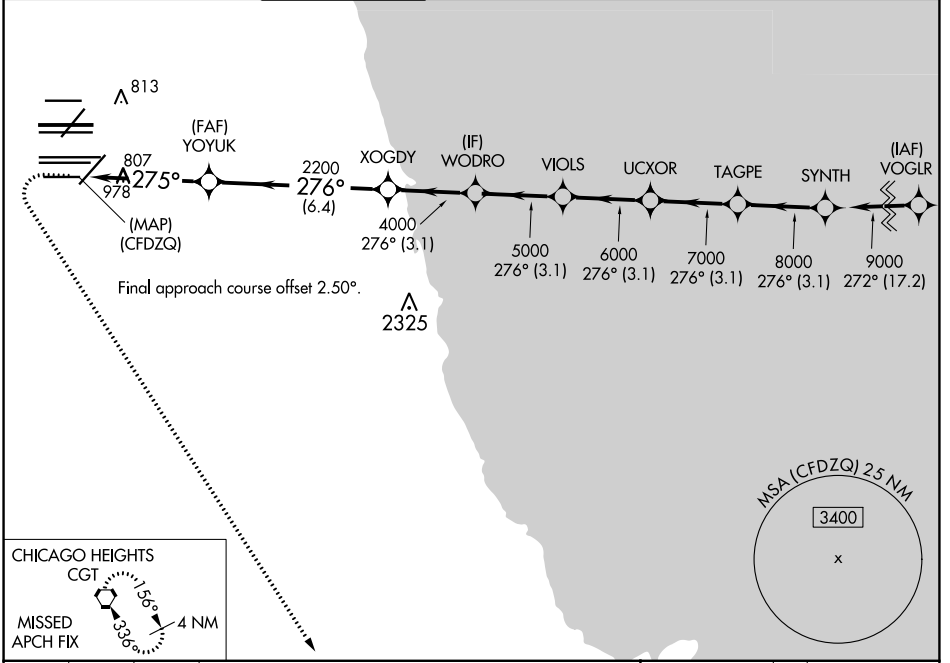 813
(FAF)
YOYUK
807
978
275°
(MAP)
(CFDZQ)
2200
276°
(6.4)
XOGDY
(IF)
WODRO
VIOLS
UCXOR
TAGPE
SYNTH
(IAF)
VOGLR
4000
276° (3.1)
5000
276° (3.1)
6000
276° (3.1)
7000
276° (3.1)
8000
276° (3.1)
9000
272° (17.2)
Final approach course offset 2.50°.
2325
MSA (CFDZQ) 25 NM
3400
x
CHICAGO HEIGHTS
CGT
156°
336°
4 NM
MISSED
APCH FIX